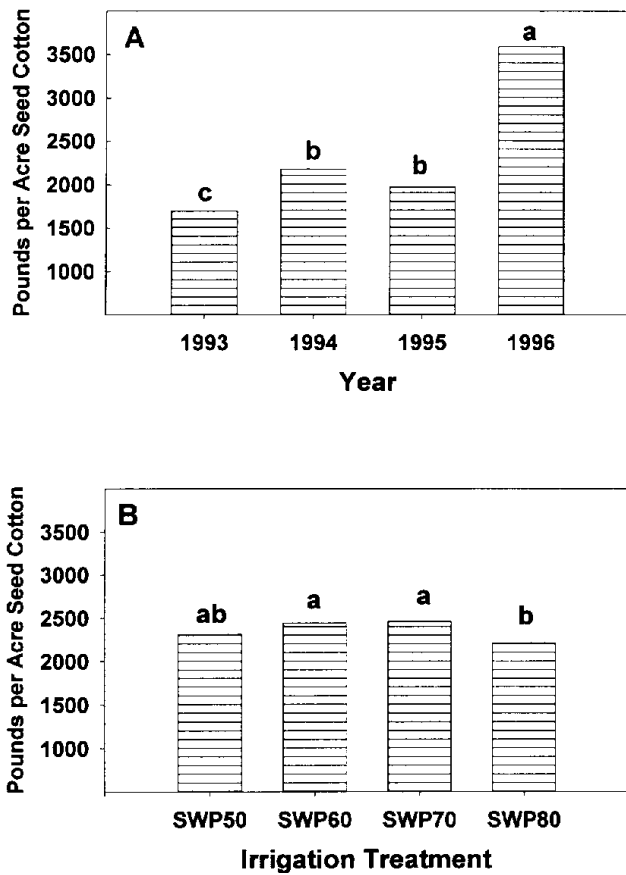 A
Pounds per Acre Seed Cotton
3500
3000
2500
2000
1500
1000
c
b
b
a
1993 1994 1995 1996
Year
B
Pounds per Acre Seed Cotton
3500
3000
2500
2000
1500
1000
ab a a b
SWP50 SWP60 SWP70 SWP80
Irrigation Treatment